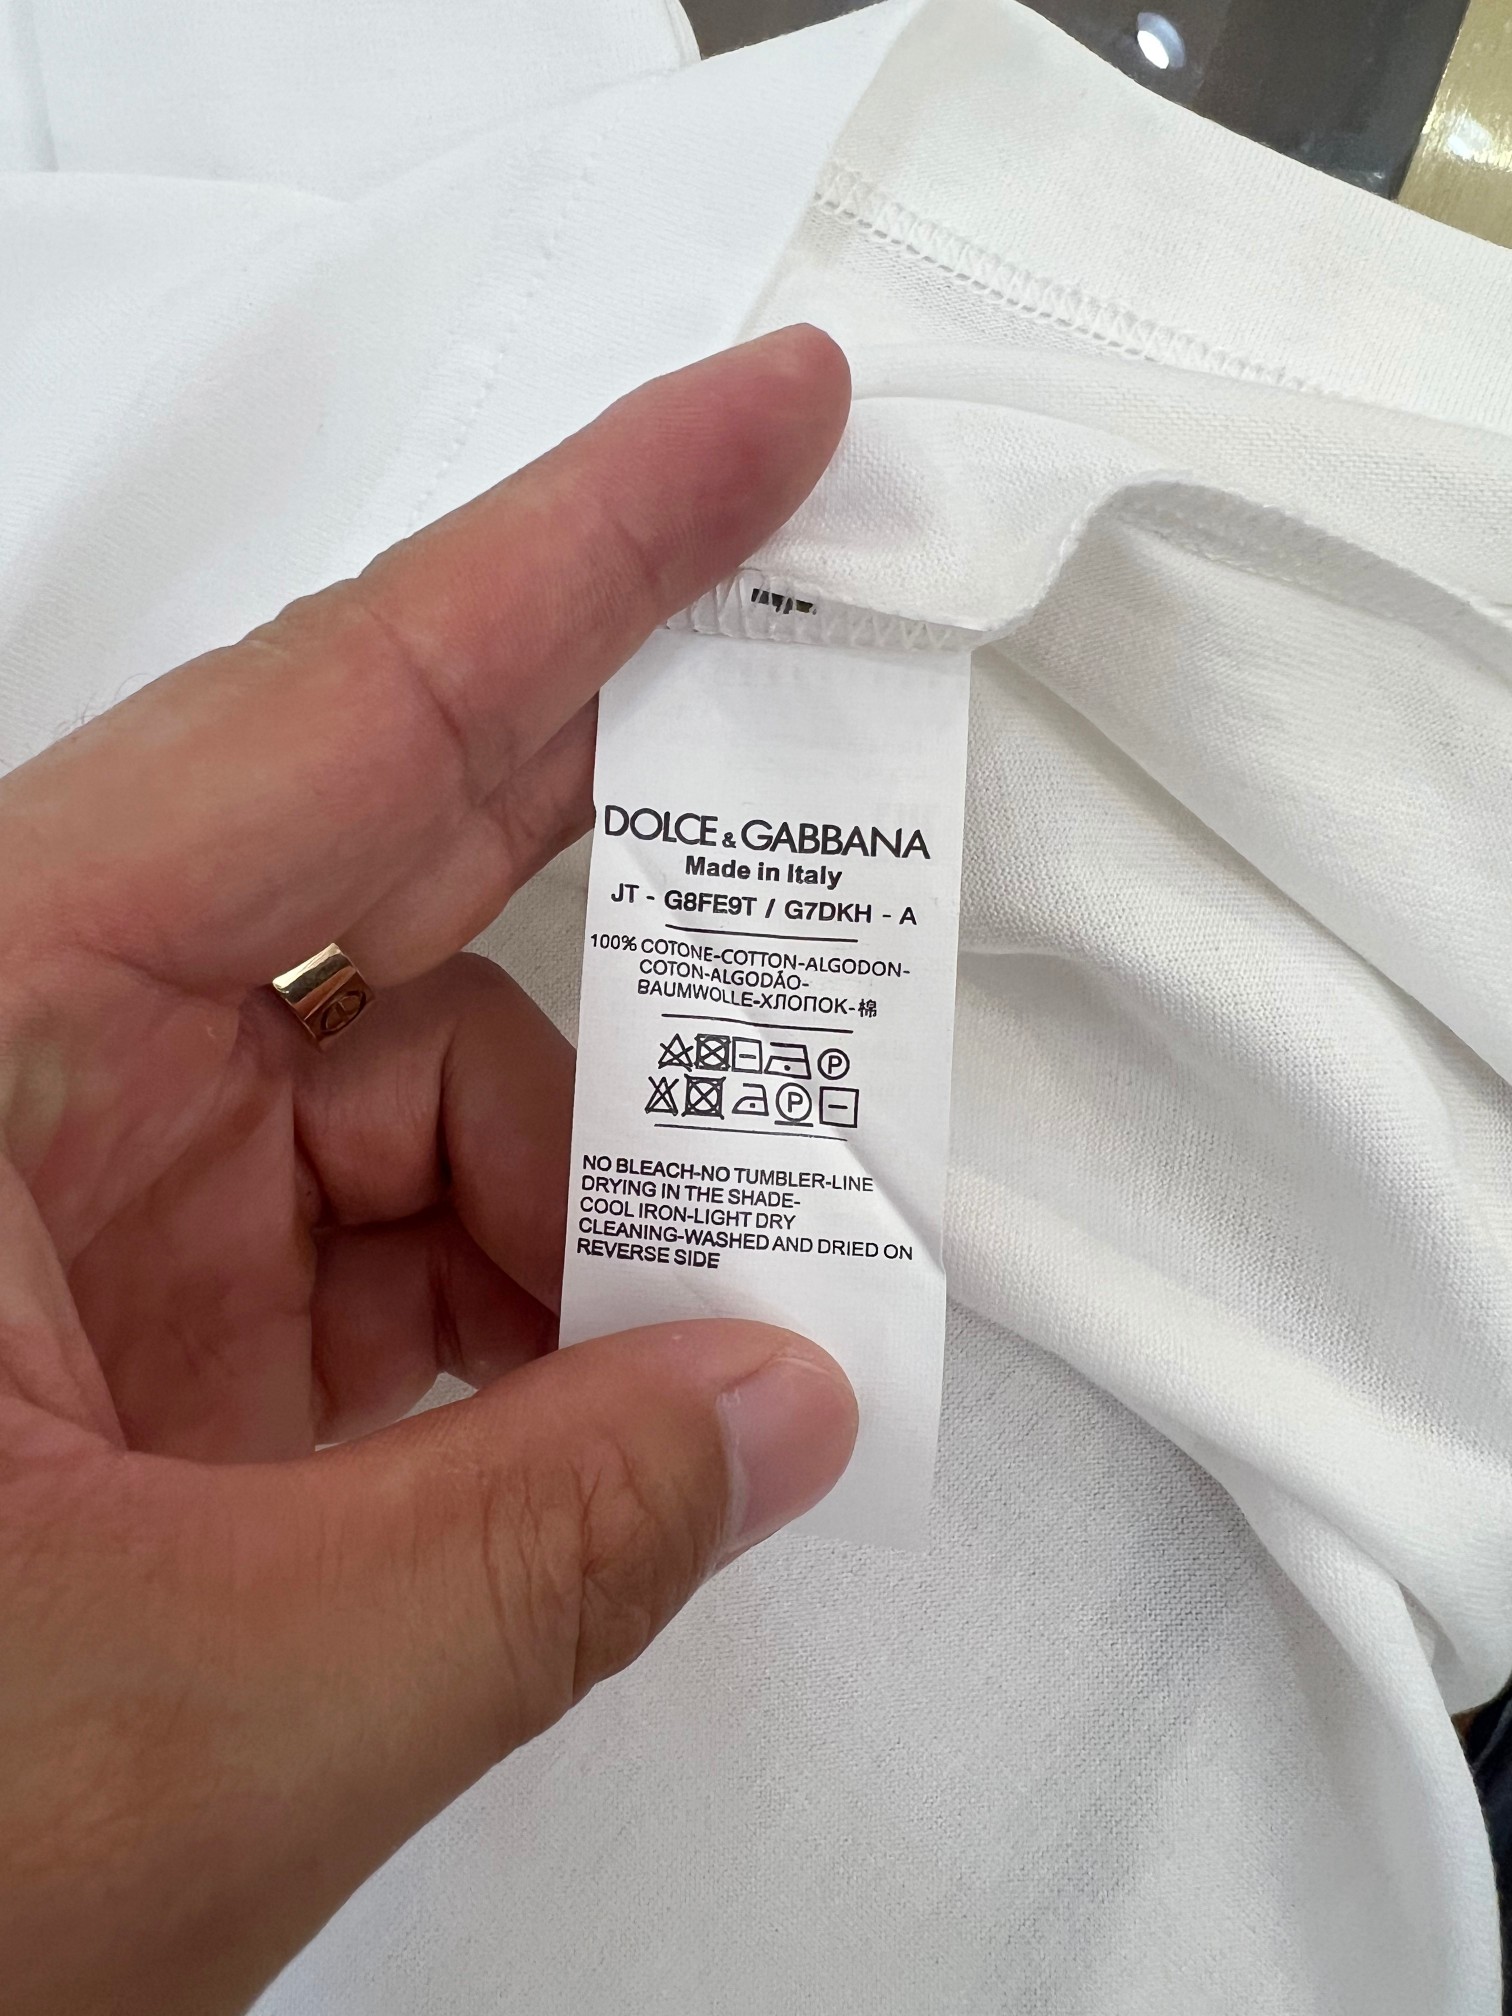 DOLCE & GABBANA
Made in Italy
JT - G8FE9T / G7DKH - A
100% COTONE-COTTON-ALGODON-
COTON-ALGODÃO-
BAUMWOLLE-ХЛОПОК-棉
P
P
NO BLEACH-NO TUMBLER-LINE
DRYING IN THE SHADE-
COOL IRON-LIGHT DRY
CLEANING-WASHED AND DRIED ON
REVERSE SIDE